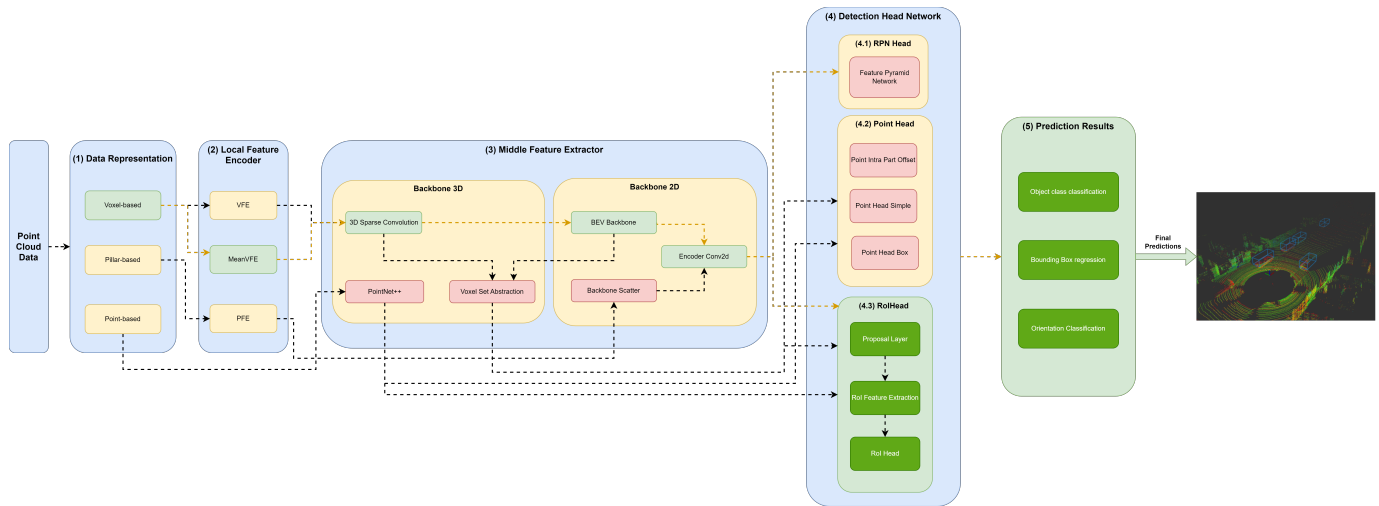 Point
Cloud
Data
(1) Data Representation
Voxel-based
Pillar-based
Point-based
(2) Local Feature
Encoder
VFE
MeanVFE
PFE
(3) Middle Feature Extractor
Backbone 3D
3D Sparse Convolution
PointNet++
Voxel Set Abstraction
Backbone 2D
BEV Backbone
Encoder Conv2d
Backbone Scatter
(4) Detection Head Network
(4.1) RPN Head
Feature Pyramid
Network
(4.2) Point Head
Point Intra Part Offset
Point Head Simple
Point Head Box
(4.3) RoIHead
Proposal Layer
RoI Feature Extraction
RoI Head
(5) Prediction Results
Object class classification
Bounding Box regression
Orientation Classification
Final
Predictions